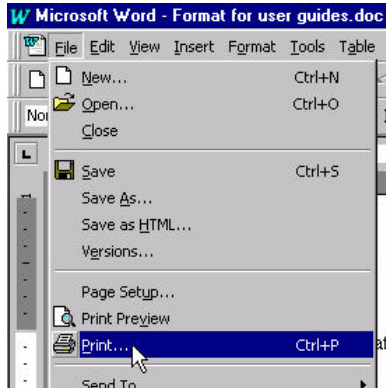 Microsoft Word - Format for user guides.doc
File Edit View Insert Format Tools Table
New... Ctrl+N
Open... Ctrl+O
Close
Save Ctrl+S
Save As...
Save as HTML...
Versions...
Page Setup...
Print Preview
Print... Ctrl+P
Send To